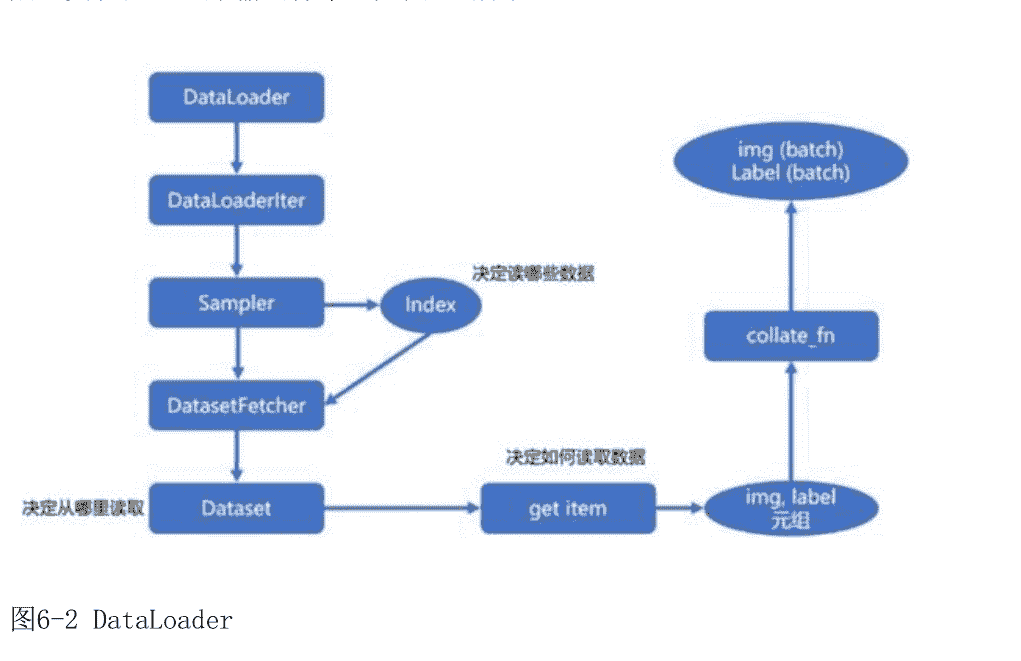 DataLoader
DataLoaderIter
Sampler
Index
决定读哪些数据
DatasetFetcher
决定从哪里读取
Dataset
决定如何读取数据
get item
img, label
元组
collate_fn
img (batch)
Label (batch)
图6-2 DataLoader